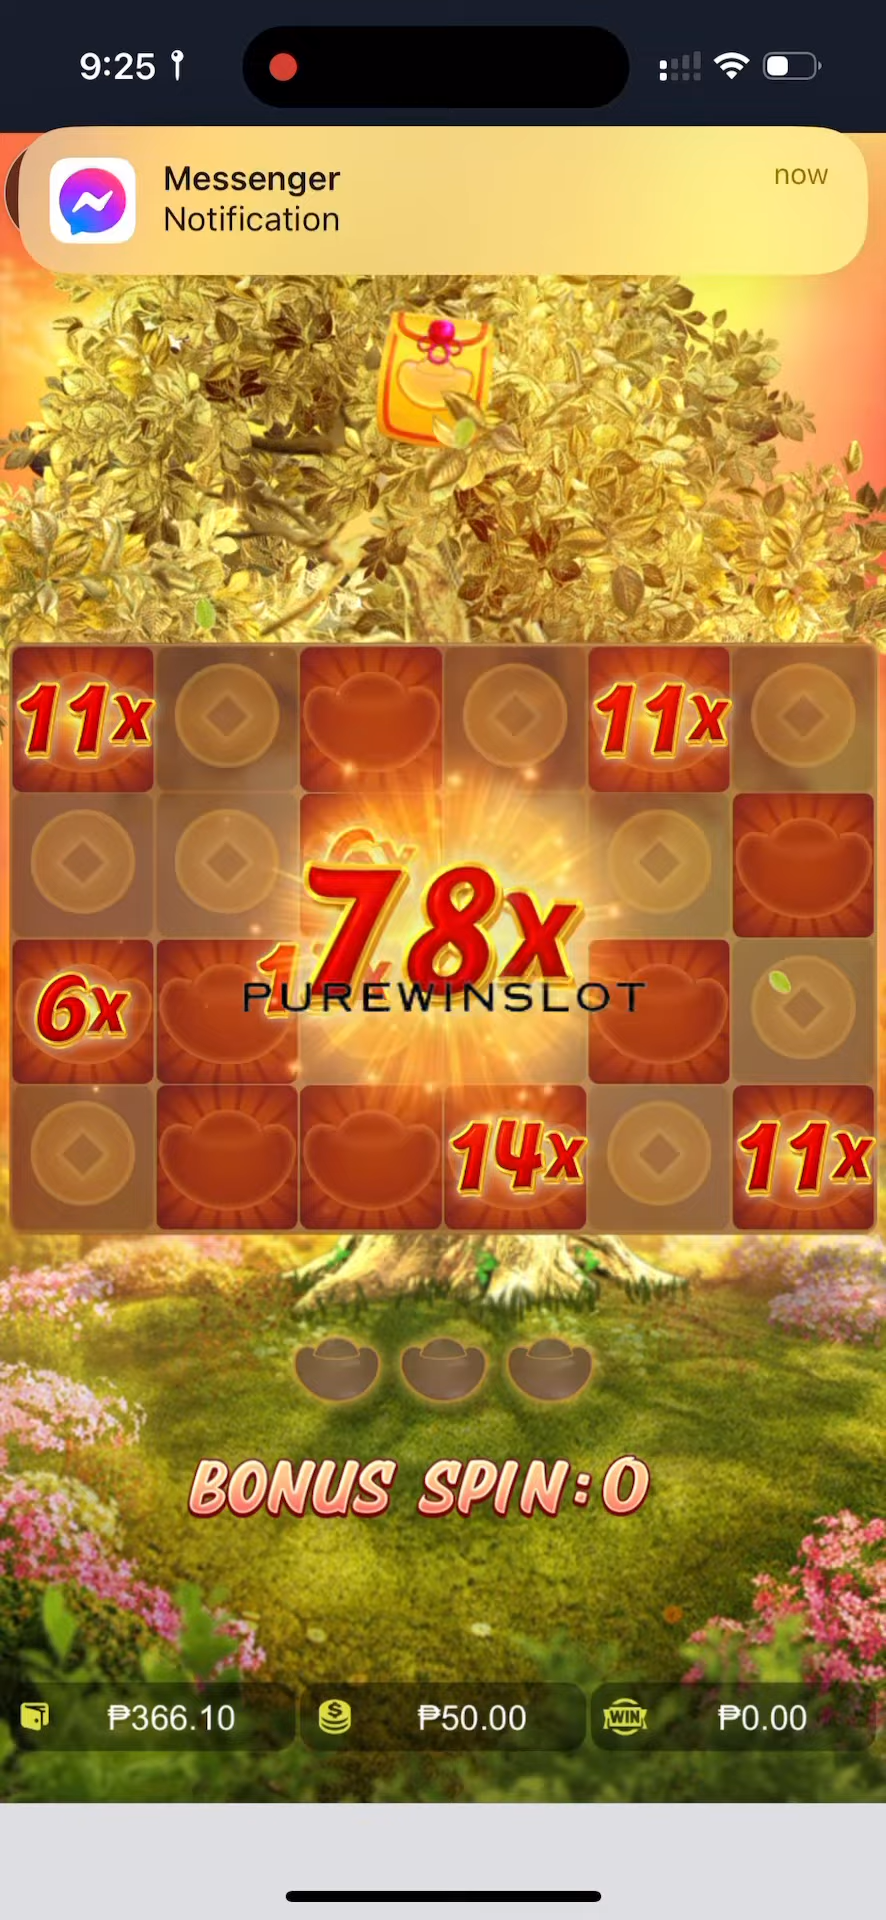 9:25
Messenger
now
Notification
11x
11x
78x
6x
PUREWINSLOT
14x
11x
BONUS SPIN:0
₱366.10
₱50.00
WIN
₱0.00